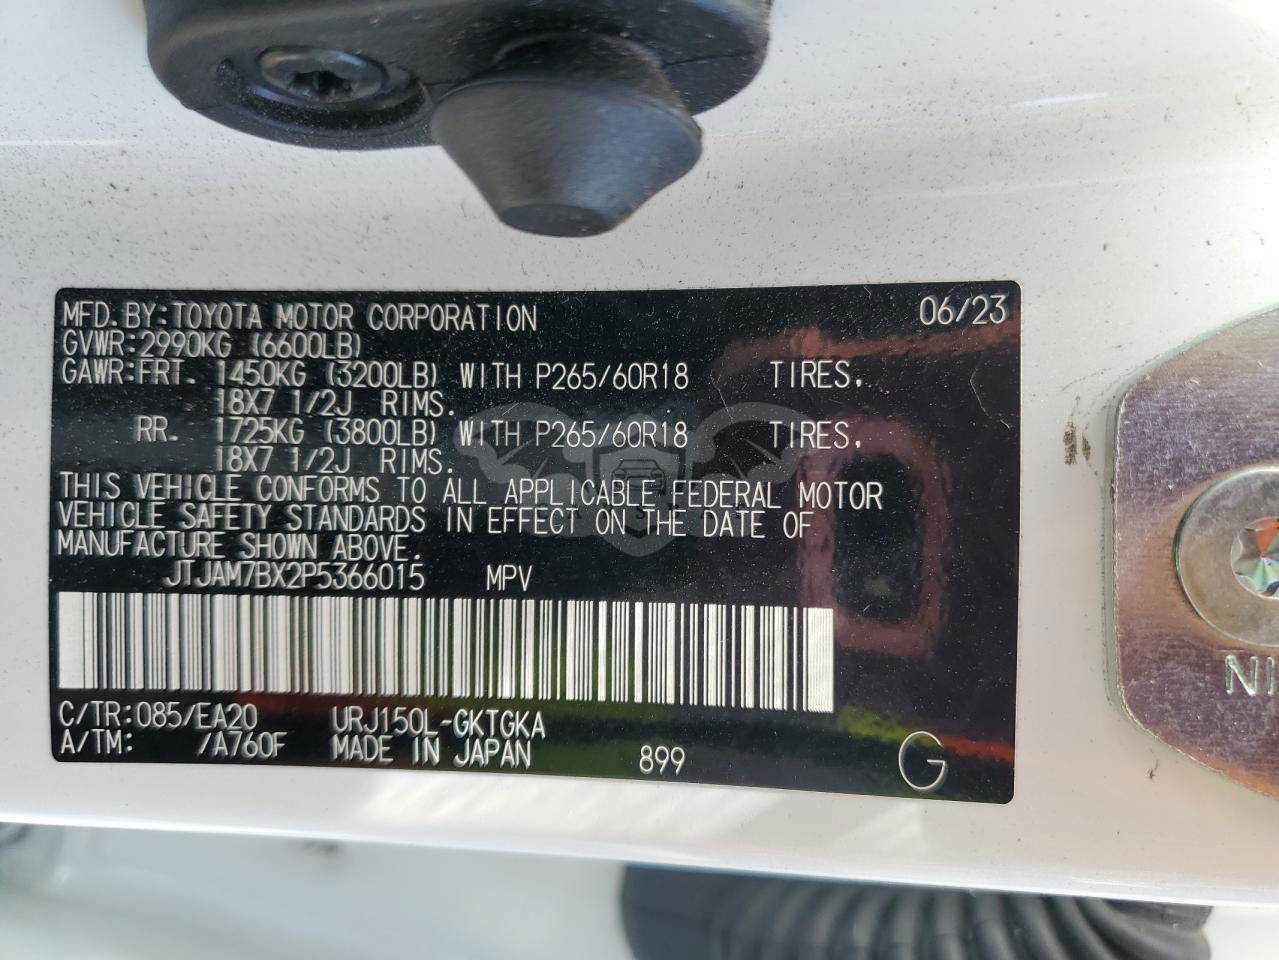 MFD. BY: TOYOTA MOTOR CORPORATION 06/23
GVWR: 2990KG (6600LB)
GAWR: FRT. 1450KG (3200LB) WITH P265/60R18 TIRES,
18X7 1/2J RIMS.
RR. 1725KG (3800LB) WITH P265/60R18 TIRES,
18X7 1/2J RIMS.
THIS VEHICLE CONFORMS TO ALL APPLICABLE FEDERAL MOTOR
VEHICLE SAFETY STANDARDS IN EFFECT ON THE DATE OF
MANUFACTURE SHOWN ABOVE.
JTJAM7BX2P5366015 MPV
C/TR: 085/EA20 URJ150L-GKTGKA
A/TM: /A760F MADE IN JAPAN 899 G